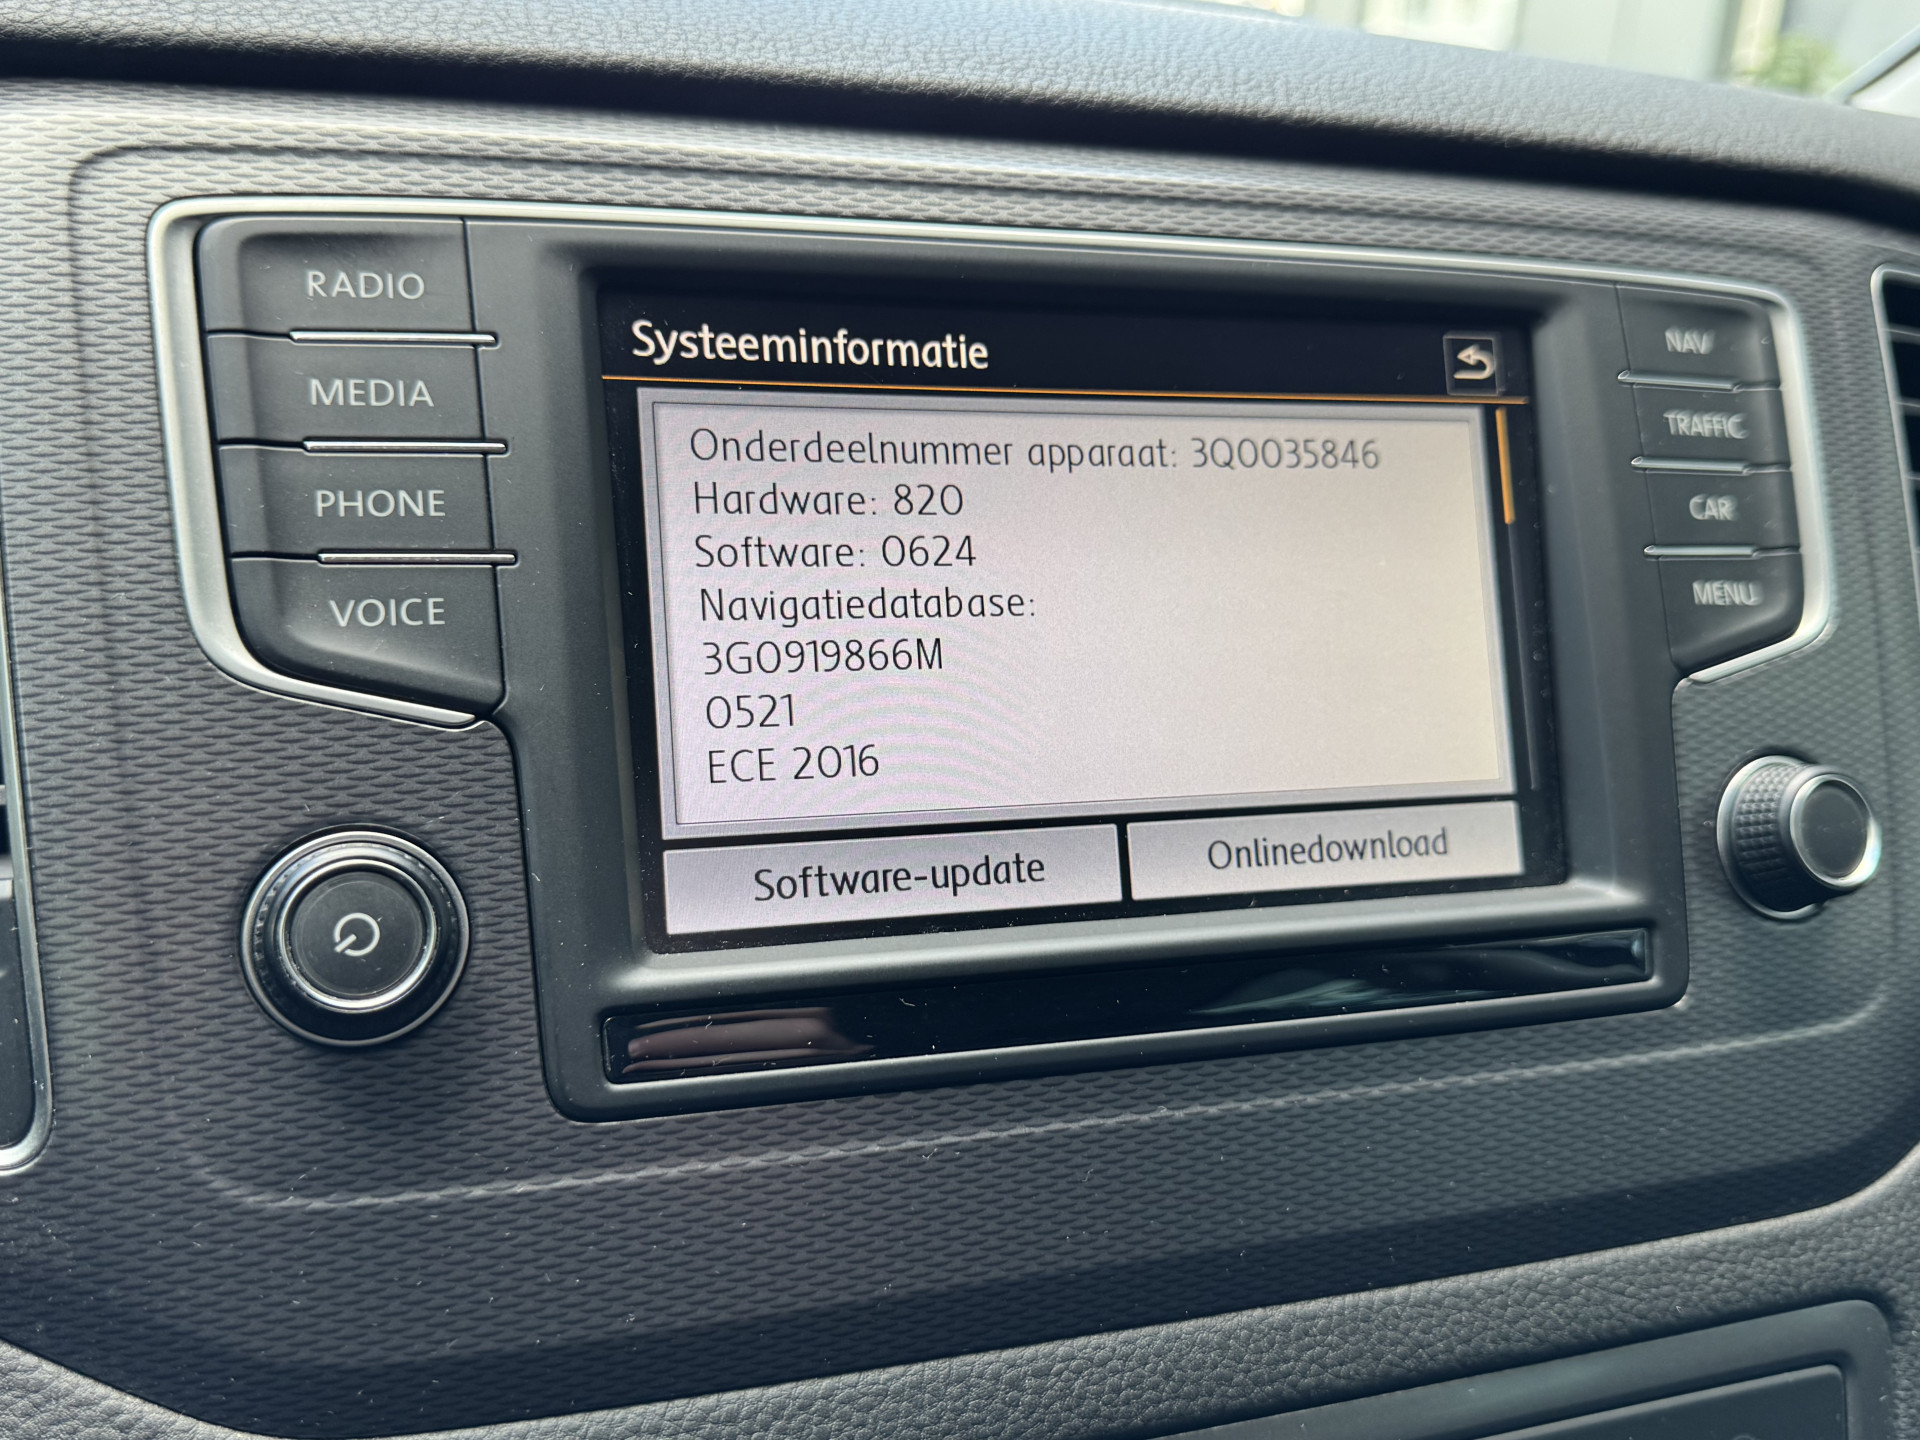 RADIO
MEDIA
PHONE
VOICE
Systeeminformatie
Onderdeelnummer apparaat: 3Q0035846
Hardware: 820
Software: 0624
Navigatiedatabase:
3G0919866M
0521
ECE 2016
Software-update
Onlinedownload
NAV
TRAFFIC
CAR
MENU